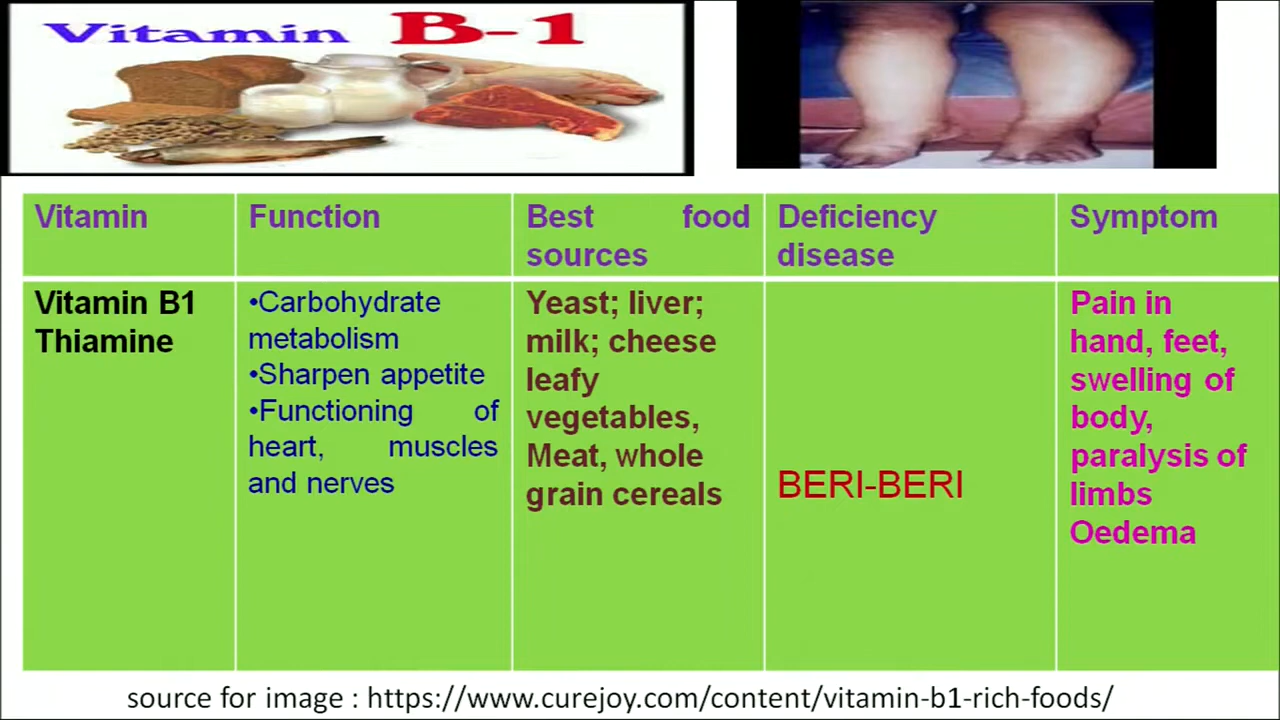 Vitamin B-1
Vitamin
Function
Best food
sources
Deficiency
disease
Symptom
Vitamin B1
Thiamine
•Carbohydrate
metabolism
•Sharpen appetite
•Functioning of
heart, muscles
and nerves
Yeast; liver;
milk; cheese
leafy
vegetables,
Meat, whole
grain cereals
BERI-BERI
Pain in
hand, feet,
swelling of
body,
paralysis of
limbs
Oedema
source for image : https://www.curejoy.com/content/vitamin-b1-rich-foods/